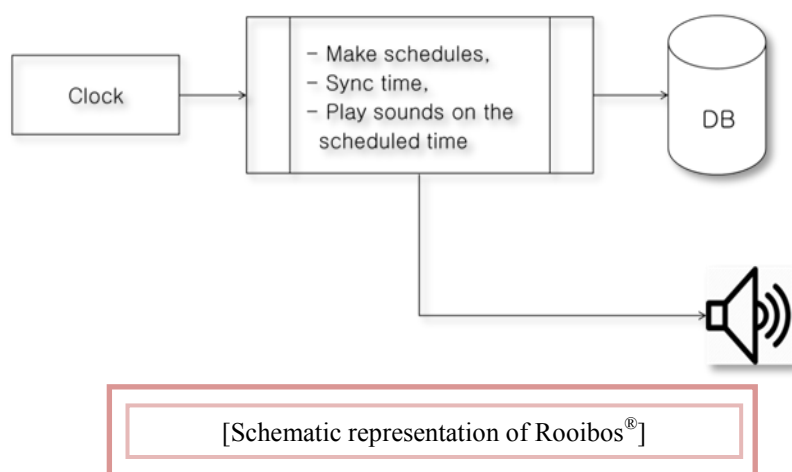 Clock
– Make schedules,
– Sync time,
– Play sounds on the
scheduled time
DB
[Schematic representation of Rooibos®]